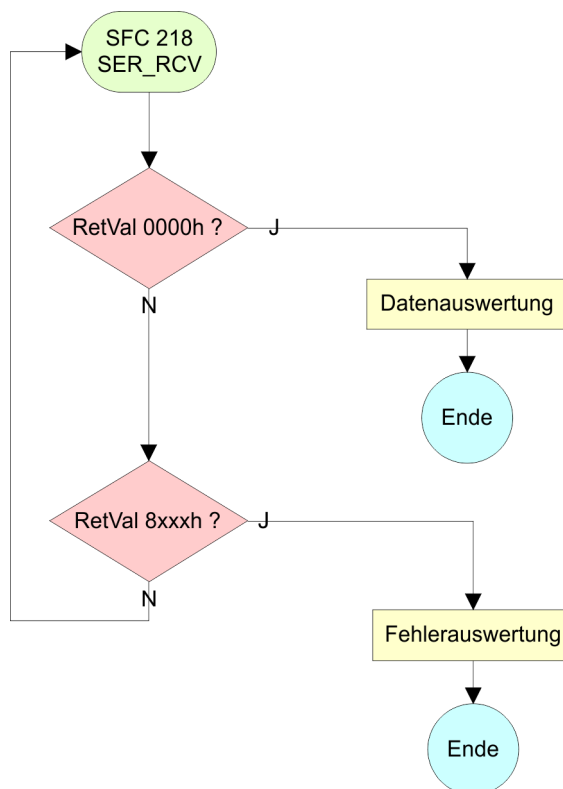 SFC 218
SER_RCV
RetVal 0000h ?
J
N
Datenauswertung
Ende
RetVal 8xxxh ?
J
N
Fehlerauswertung
Ende